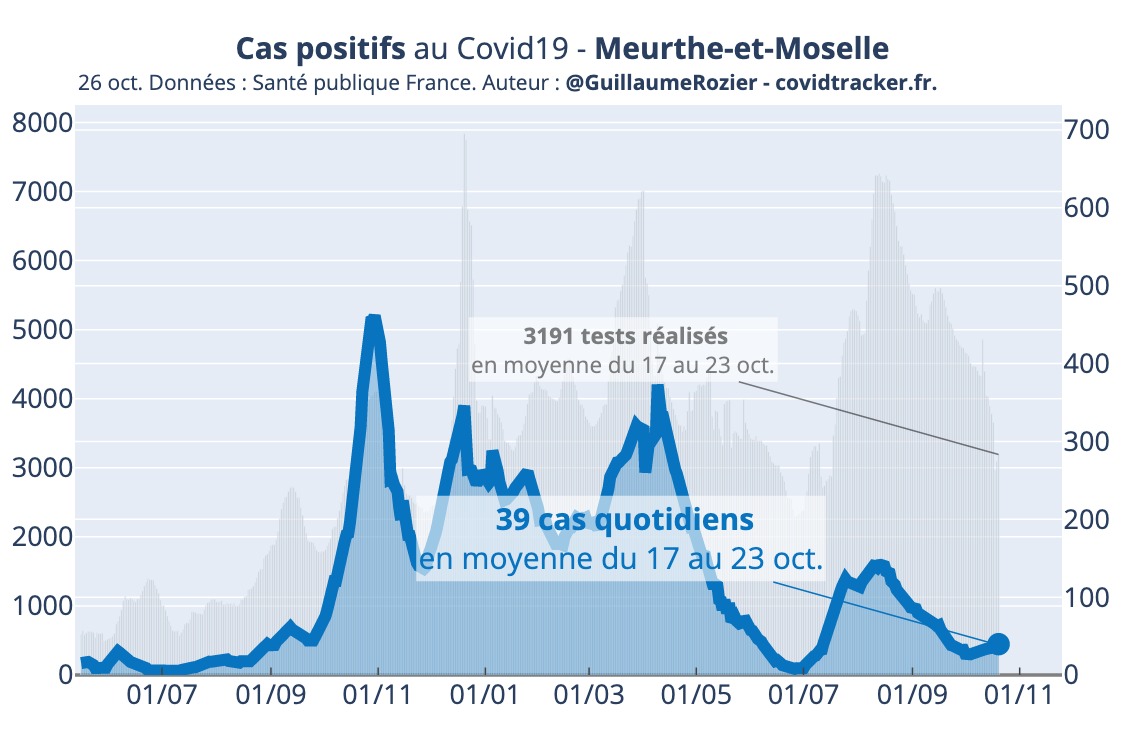 Cas positifs au Covid19 - Meurthe-et-Moselle
26 oct. Données : Santé publique France. Auteur : @GuillaumeRozier - covidtracker.fr.
8000
7000
6000
5000
4000
3000
2000
1000
0
700
600
500
400
300
200
100
0
3191 tests réalisés
en moyenne du 17 au 23 oct.
39 cas quotidiens
en moyenne du 17 au 23 oct.
01/07 01/09 01/11 01/01 01/03 01/05 01/07 01/09 01/11